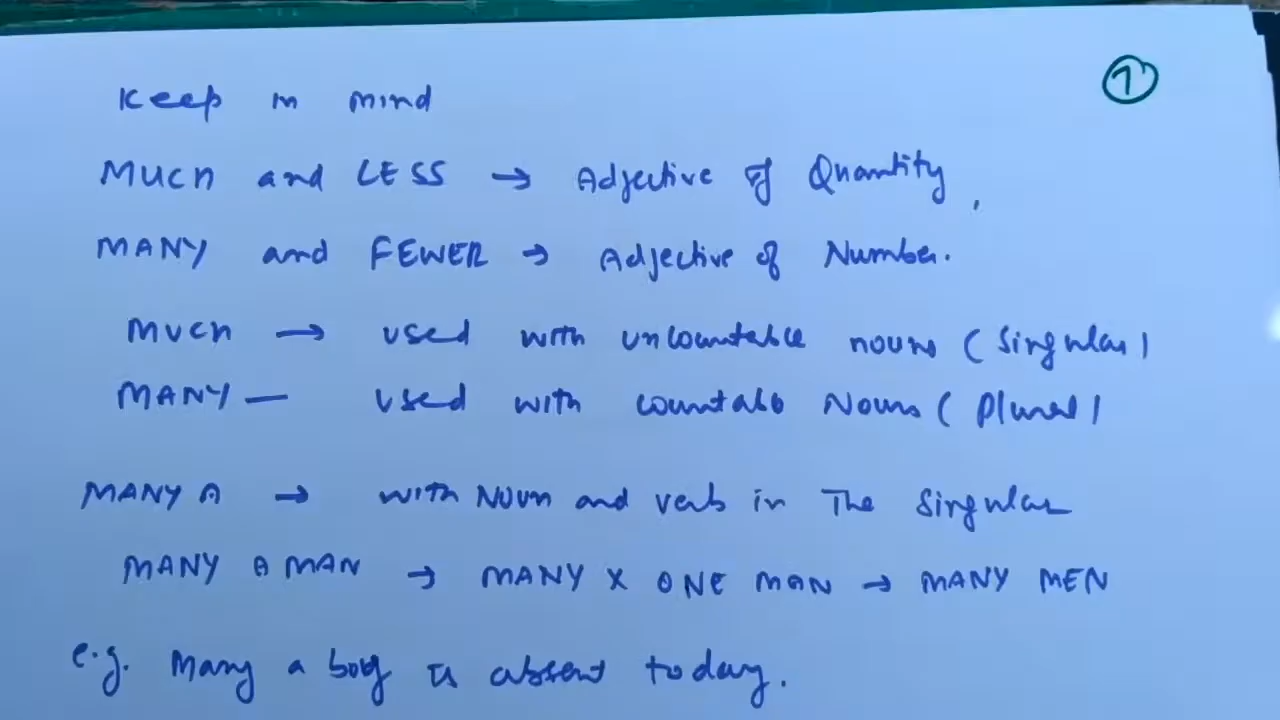 ①
Keep in mind
MUCH and LESS → Adjective of Quantity,
MANY and FEWER → Adjective of Number.
MUCH → used with uncountable nouns (Singular)
MANY — used with countable Nouns (Plural)
MANY A → with Noun and verb in The Singular
MANY A MAN → MANY X ONE MAN → MANY MEN
e.g. Many a boy is absent today.